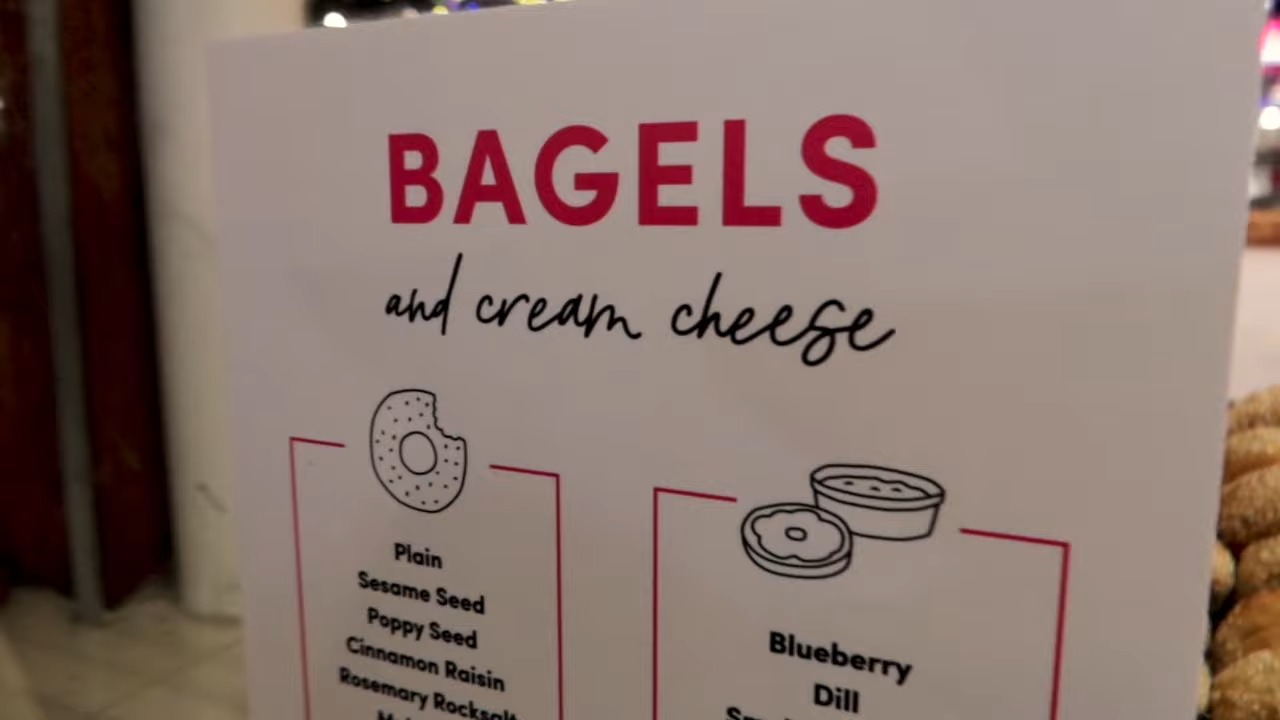 BAGELS
and cream cheese
Plain
Sesame Seed
Poppy Seed
Cinnamon Raisin
Rosemary Rocksalt
Blueberry
Dill